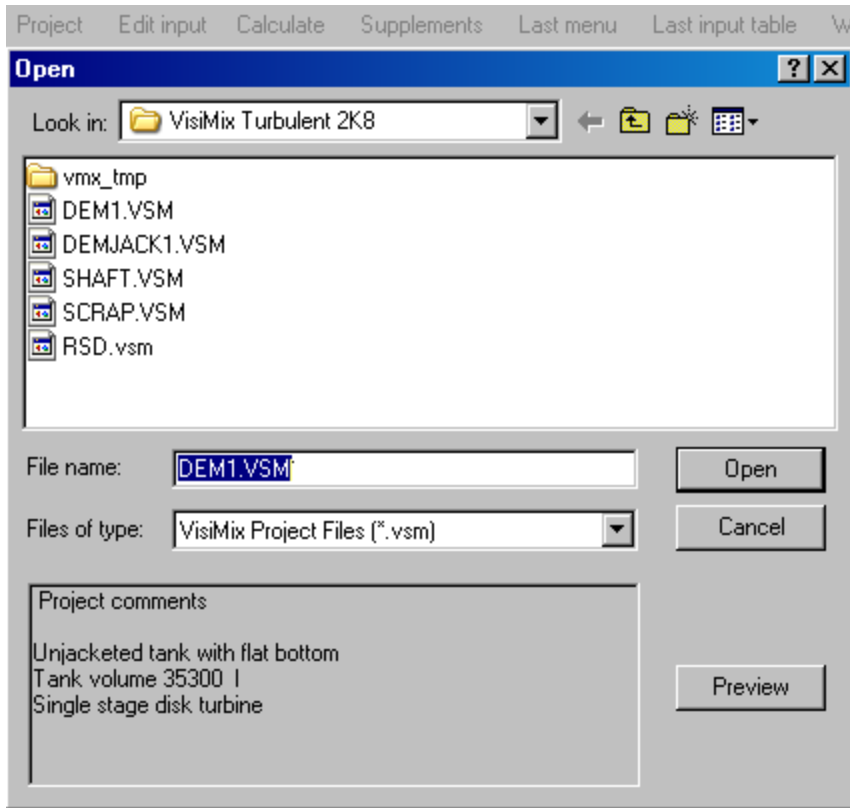 Project Edit input Calculate Supplements Last menu Last input table W
Open
Look in: VisiMix Turbulent 2K8
vmx_tmp
DEM1.VSM
DEMJACK1.VSM
SHAFT.VSM
SCRAP.VSM
RSD.vsm
File name: DEM1.VSM Open
Files of type: VisiMix Project Files (*.vsm) Cancel
Project comments
Unjacketed tank with flat bottom
Tank volume 35300 l
Single stage disk turbine
Preview